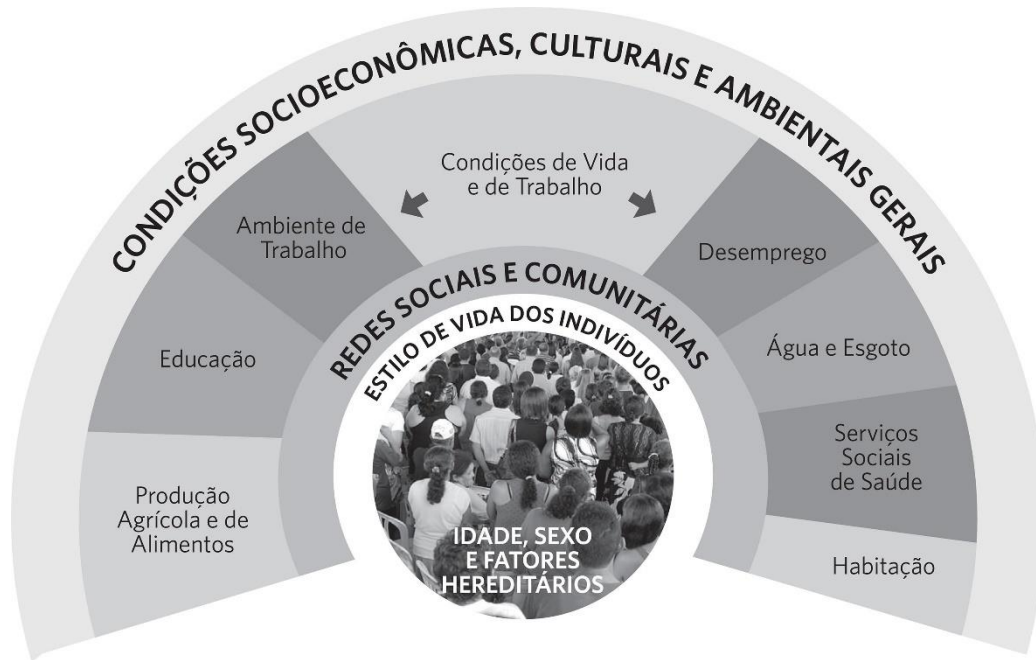 CONDIÇÕES SOCIOECONÔMICAS, CULTURAIS E AMBIENTAIS GERAIS
Condições de Vida
e de Trabalho
Ambiente de
Trabalho
Desemprego
Educação
Água e Esgoto
Produção
Agrícola e de
Alimentos
Serviços
Sociais
de Saúde
Habitação
REDES SOCIAIS E COMUNITÁRIAS
ESTILO DE VIDA DOS INDIVÍDUOS
IDADE, SEXO
E FATORES
HEREDITÁRIOS